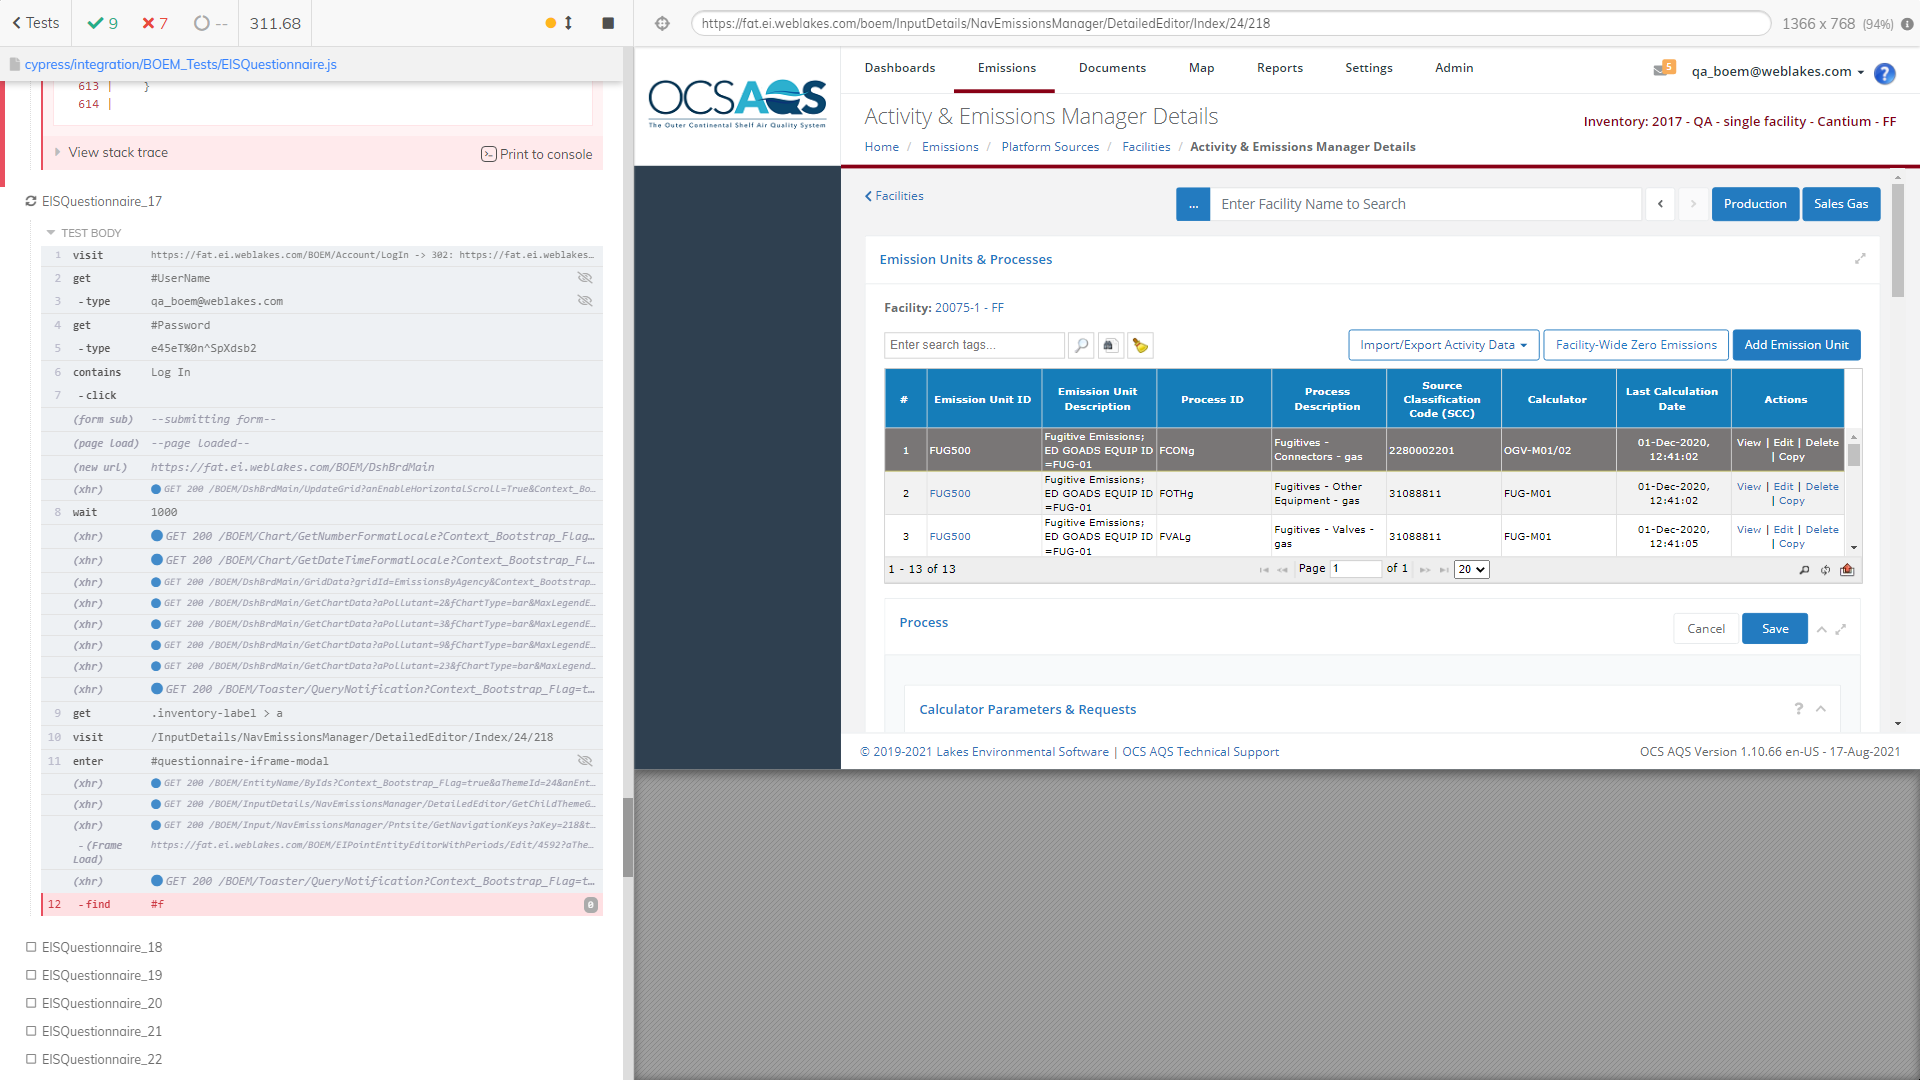 Tests
9
7
--
311.68
cypress/integration/BOEM_Tests/EISQuestionnaire.js
613 | }
614 |
View stack trace
Print to console
EISQuestionnaire_17
TEST BODY
1 visit https://fat.ei.weblakes.com/BOEM/Account/LogIn -> 302: https://fat.ei.weblakes…
2 get #UserName
3 -type qa_boem@weblakes.com
4 get #Password
5 -type e45eT%0n^SpXdsb2
6 contains Log In
7 -click
(form sub) --submitting form--
(page load) --page loaded--
(new url) https://fat.ei.weblakes.com/BOEM/DshBrdMain
(xhr) GET 200 /BOEM/DshBrdMain/UpdateGrid?anEnableHorizontalScroll=True&Context_Bo…
8 wait 1000
(xhr) GET 200 /BOEM/Chart/GetNumberFormatLocale?Context_Bootstrap_Flag…
(xhr) GET 200 /BOEM/Chart/GetDateTimeFormatLocale?Context_Bootstrap_Fl…
(xhr) GET 200 /BOEM/DshBrdMain/GridData?gridId=EmissionsByAgency&Context_Bootstrap…
(xhr) GET 200 /BOEM/DshBrdMain/GetChartData?aPollutant=2&fChartType=bar&MaxLegendE…
(xhr) GET 200 /BOEM/DshBrdMain/GetChartData?aPollutant=3&fChartType=bar&MaxLegendE…
(xhr) GET 200 /BOEM/DshBrdMain/GetChartData?aPollutant=9&fChartType=bar&MaxLegendE…
(xhr) GET 200 /BOEM/DshBrdMain/GetChartData?aPollutant=23&fChartType=bar&MaxLegend…
(xhr) GET 200 /BOEM/Toaster/QueryNotification?Context_Bootstrap_Flag=t…
9 get .inventory-label > a
10 visit /InputDetails/NavEmissionsManager/DetailedEditor/Index/24/218
11 enter #questionnaire-iframe-modal
(xhr) GET 200 /BOEM/EntityName/ByIds?Context_Bootstrap_Flag=true&aThemeId=24&anEnt…
(xhr) GET 200 /BOEM/InputDetails/NavEmissionsManager/DetailedEditor/GetChildThemeG…
(xhr) GET 200 /BOEM/Input/NavEmissionsManager/Pntsite/GetNavigationKeys?aKey=218&t…
-(Frame Load) https://fat.ei.weblakes.com/BOEM/EIPointEntityEditorWithPeriods/Edit/4592?aThe…
(xhr) GET 200 /BOEM/Toaster/QueryNotification?Context_Bootstrap_Flag=t…
12 -find #f 0
EISQuestionnaire_18
EISQuestionnaire_19
EISQuestionnaire_20
EISQuestionnaire_21
EISQuestionnaire_22
https://fat.ei.weblakes.com/boem/InputDetails/NavEmissionsManager/DetailedEditor/Index/24/218
1366 x 768 (94%)
OCSAQS
The Outer Continental Shelf Air Quality System
Dashboards Emissions Documents Map Reports Settings Admin
5 qa_boem@weblakes.com ?
Activity & Emissions Manager Details
Inventory: 2017 - QA - single facility - Cantium - FF
Home / Emissions / Platform Sources / Facilities / Activity & Emissions Manager Details
Facilities
... Enter Facility Name to Search
Production Sales Gas
Emission Units & Processes
Facility: 20075-1 - FF
Enter search tags...
Import/Export Activity Data Facility-Wide Zero Emissions Add Emission Unit
# Emission Unit ID Emission Unit Description Process ID Process Description Source Classification Code (SCC) Calculator Last Calculation Date Actions
1 FUG500 Fugitive Emissions; ED GOADS EQUIP ID =FUG-01 FCONg Fugitives - Connectors - gas 2280002201 OGV-M01/02 01-Dec-2020, 12:41:02 View | Edit | Delete | Copy
2 FUG500 Fugitive Emissions; ED GOADS EQUIP ID =FUG-01 FOTHg Fugitives - Other Equipment - gas 31088811 FUG-M01 01-Dec-2020, 12:41:02 View | Edit | Delete | Copy
3 FUG500 Fugitive Emissions; ED GOADS EQUIP ID =FUG-01 FVALg Fugitives - Valves - gas 31088811 FUG-M01 01-Dec-2020, 12:41:05 View | Edit | Delete | Copy
1 - 13 of 13 Page 1 of 1 20
Process
Cancel Save
Calculator Parameters & Requests ?
© 2019-2021 Lakes Environmental Software | OCS AQS Technical Support
OCS AQS Version 1.10.66 en-US - 17-Aug-2021